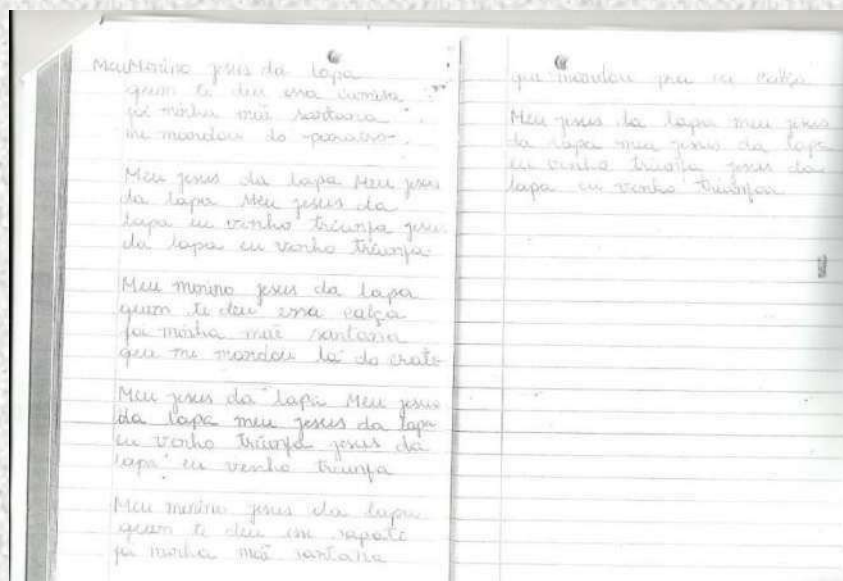 Meu Menino jesus da lapa
quem te deu essa camisa
foi minha mãe santana
me mandou do paraiso
Meu jesus da lapa Meu jesus
da lapa Meu jesus da
lapa eu venho triunfa jesus
da lapa eu venho triunfa
Meu menino jesus da lapa
quem te deu essa calça
foi minha mãe santana
que me mandou lá do crato
Meu jesus da lapa Meu jesus
da lapa meu jesus da lapa
eu venho triunfa jesus da
lapa eu venho triunfa
Meu menino jesus da lapa
quem te deu esse sapato
foi minha mãe santana
que mandou pra eu calça
Meu jesus da lapa meu jesus
da lapa meu jesus da lapa
eu venho triunfa jesus da
lapa eu venho triunfar